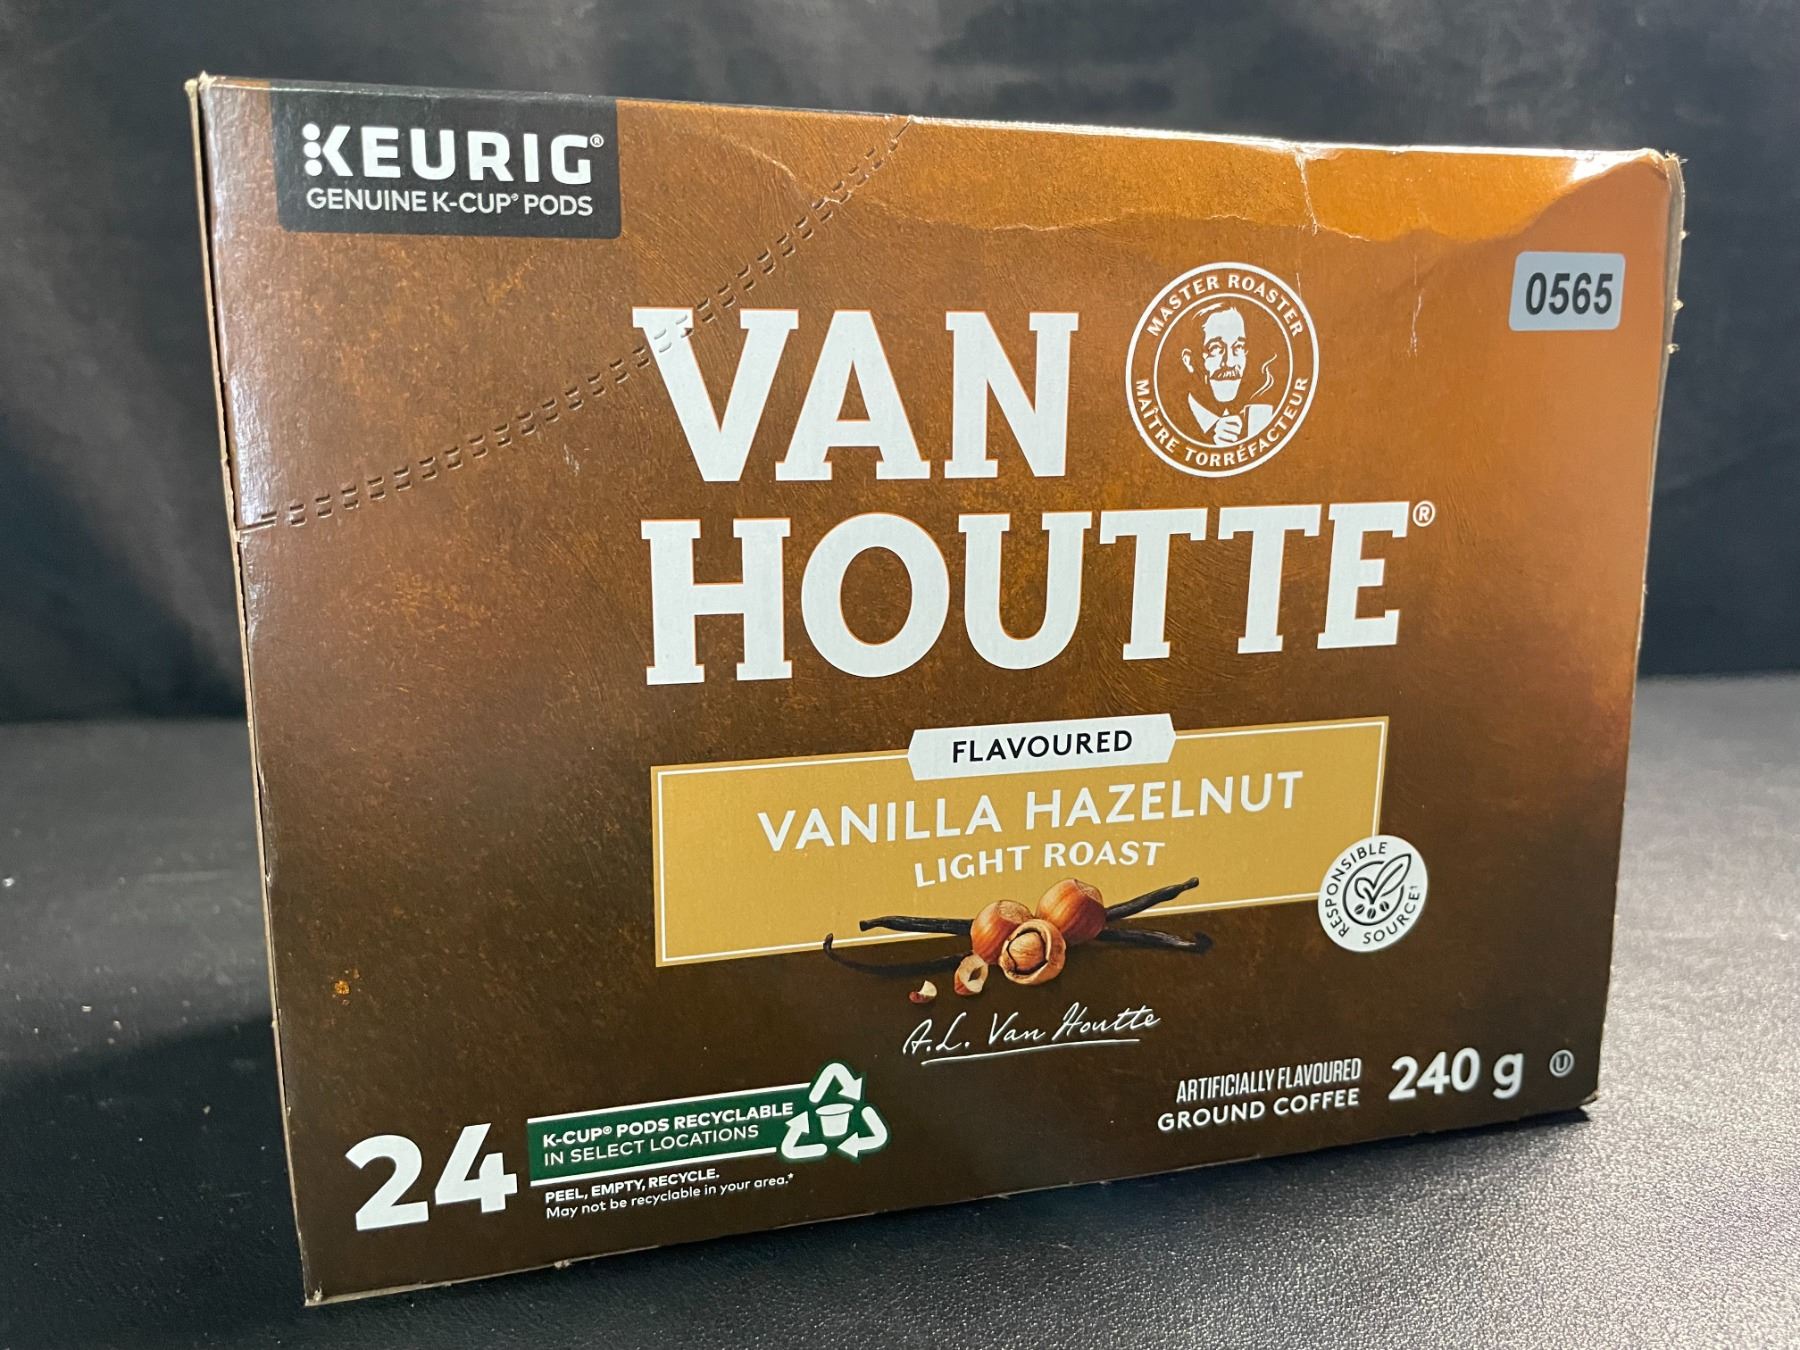 KEURIG®
GENUINE K-CUP® PODS
0565
MASTER ROASTER
MAÎTRE TORRÉFACTEUR
VAN
HOUTTE®
FLAVOURED
VANILLA HAZELNUT
LIGHT ROAST
RESPONSIBLE
SOURCE†
A.L. Van Houtte
24
K-CUP® PODS RECYCLABLE
IN SELECT LOCATIONS
PEEL, EMPTY, RECYCLE.
May not be recyclable in your area.*
ARTIFICIALLY FLAVOURED
GROUND COFFEE
240 g
U